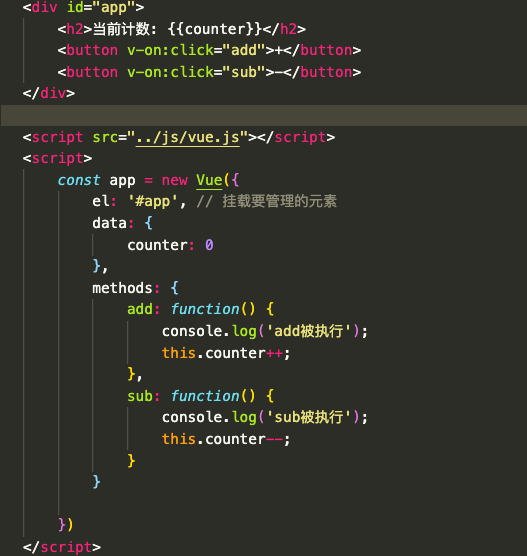 <div id="app">
    <h2>当前计数: {{counter}}</h2>
    <button v-on:click="add">+</button>
    <button v-on:click="sub">-</button>
</div>

<script src="../js/vue.js"></script>
<script>
    const app = new Vue({
        el: '#app', // 挂载要管理的元素
        data: {
            counter: 0
        },
        methods: {
            add: function() {
                console.log('add被执行');
                this.counter++;
            },
            sub: function() {
                console.log('sub被执行');
                this.counter--;
            }
        }

    })
</script>